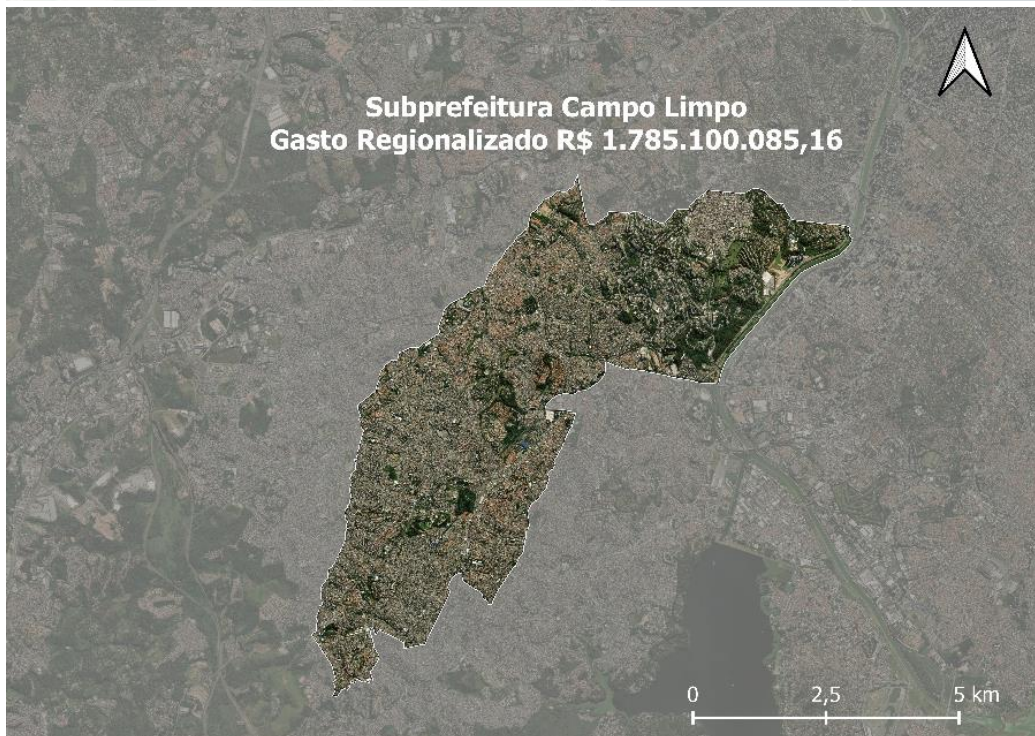 Subprefeitura Campo Limpo
Gasto Regionalizado R$ 1.785.100.085,16
0 2,5 5 km